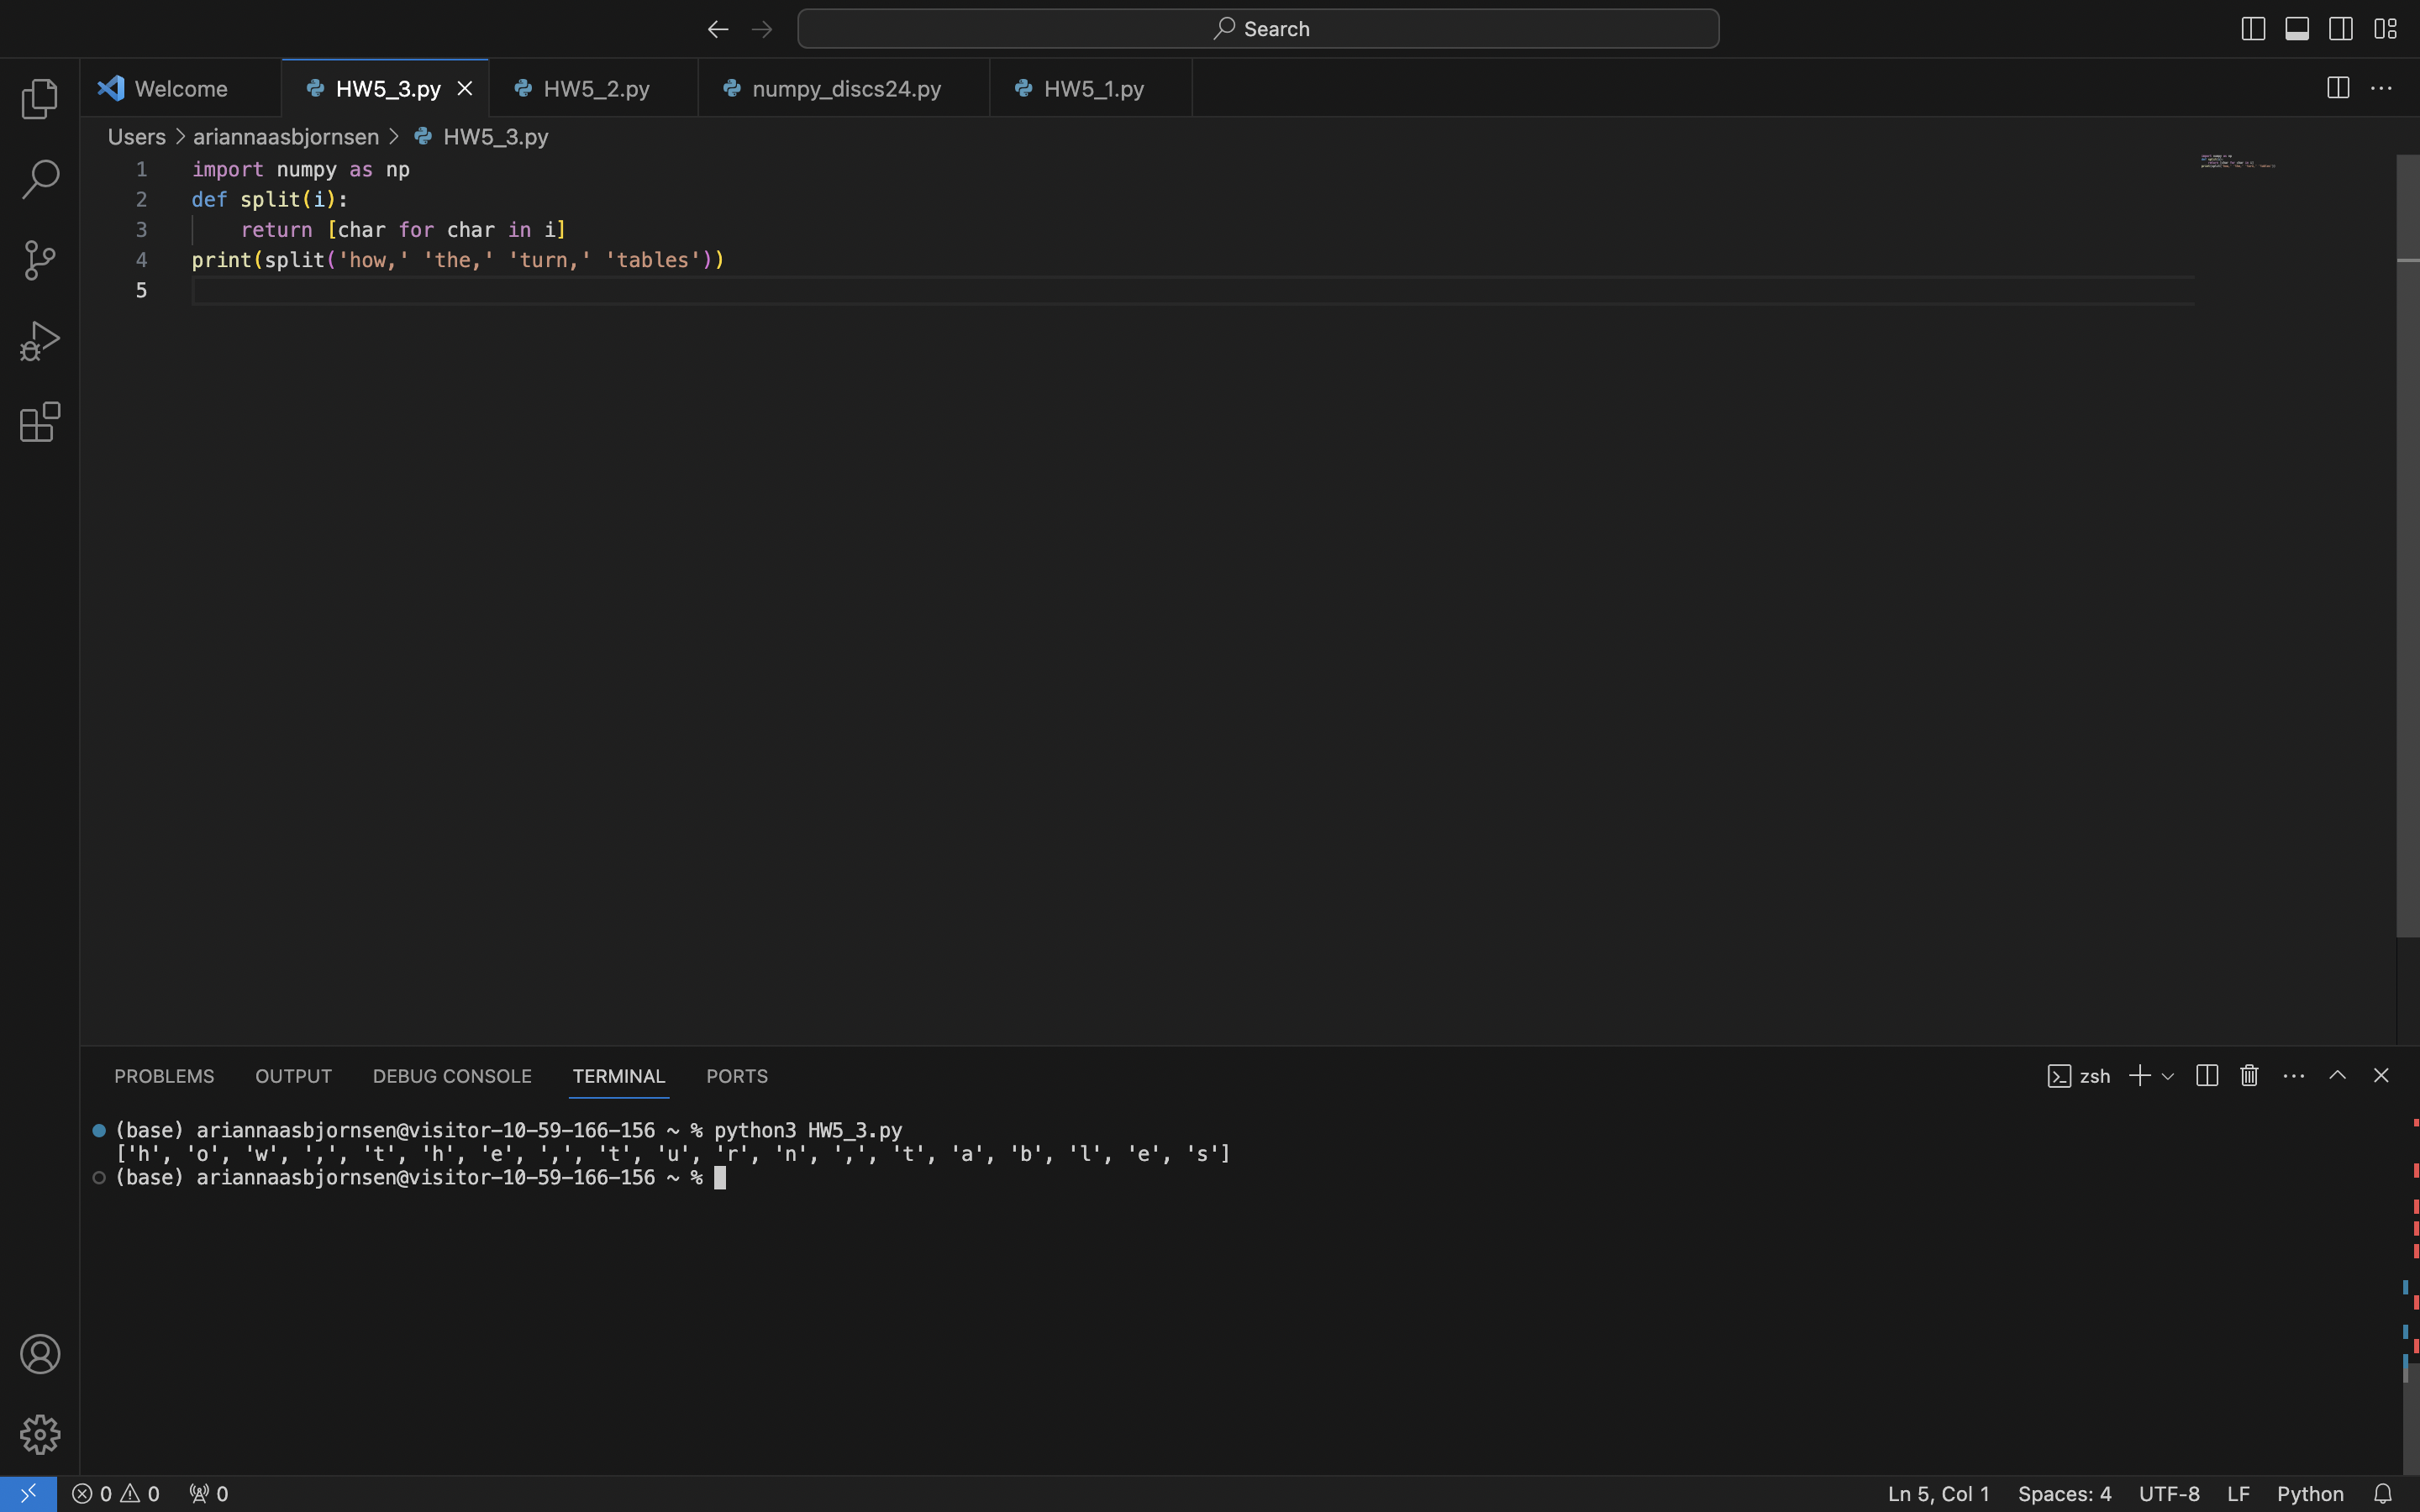 Search
Welcome
HW5_3.py
HW5_2.py
numpy_discs24.py
HW5_1.py
Users > ariannaasbjornsen > HW5_3.py
1 import numpy as np
2 def split(i):
3     return [char for char in i]
4 print(split('how,' 'the,' 'turn,' 'tables'))
5
PROBLEMS OUTPUT DEBUG CONSOLE TERMINAL PORTS
zsh
(base) ariannaasbjornsen@visitor-10-59-166-156 ~ % python3 HW5_3.py
['h', 'o', 'w', ',', 't', 'h', 'e', ',', 't', 'u', 'r', 'n', ',', 't', 'a', 'b', 'l', 'e', 's']
(base) ariannaasbjornsen@visitor-10-59-166-156 ~ %
0 0 0
Ln 5, Col 1 Spaces: 4 UTF-8 LF Python